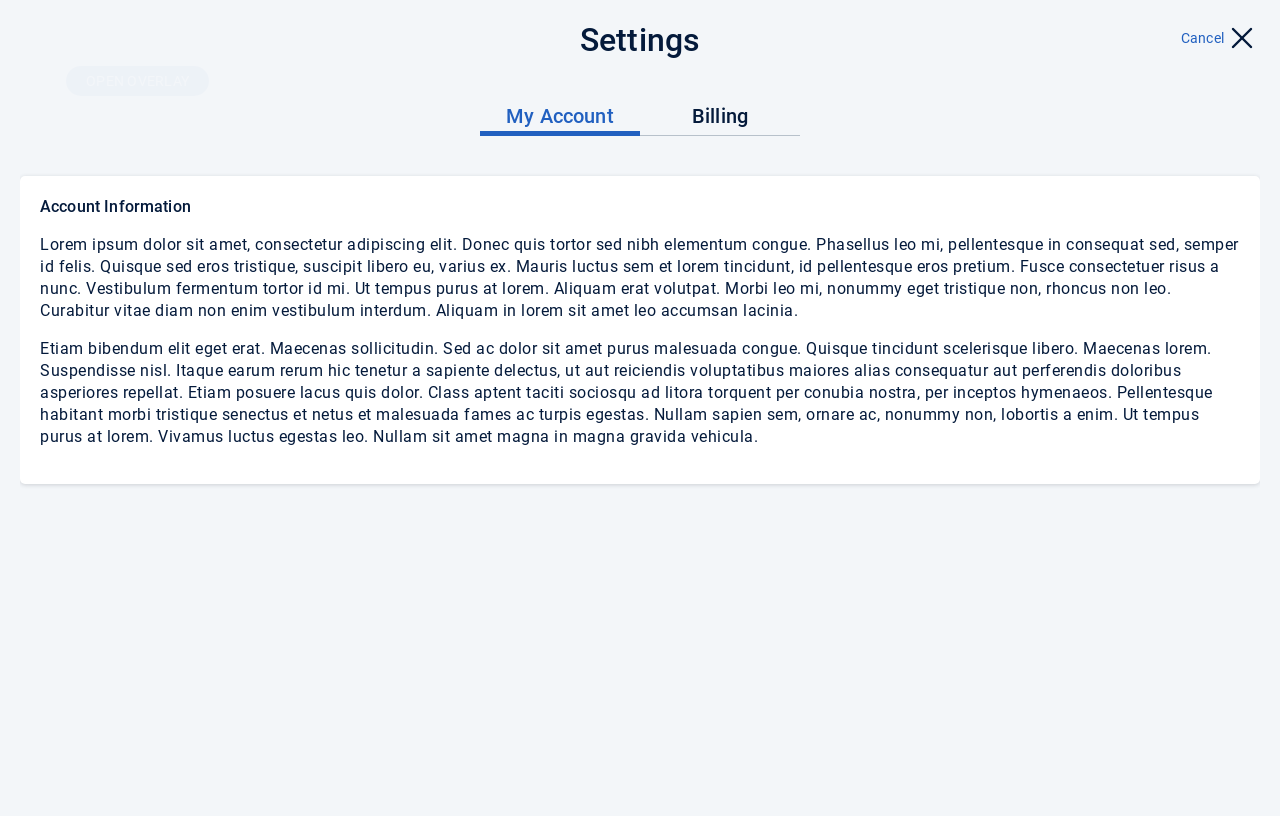 Settings
Cancel
OPEN OVERLAY
My Account
Billing
Account Information
Lorem ipsum dolor sit amet, consectetur adipiscing elit. Donec quis tortor sed nibh elementum congue. Phasellus leo mi, pellentesque in consequat sed, semper
id felis. Quisque sed eros tristique, suscipit libero eu, varius ex. Mauris luctus sem et lorem tincidunt, id pellentesque eros pretium. Fusce consectetuer risus a
nunc. Vestibulum fermentum tortor id mi. Ut tempus purus at lorem. Aliquam erat volutpat. Morbi leo mi, nonummy eget tristique non, rhoncus non leo.
Curabitur vitae diam non enim vestibulum interdum. Aliquam in lorem sit amet leo accumsan lacinia.
Etiam bibendum elit eget erat. Maecenas sollicitudin. Sed ac dolor sit amet purus malesuada congue. Quisque tincidunt scelerisque libero. Maecenas lorem.
Suspendisse nisl. Itaque earum rerum hic tenetur a sapiente delectus, ut aut reiciendis voluptatibus maiores alias consequatur aut perferendis doloribus
asperiores repellat. Etiam posuere lacus quis dolor. Class aptent taciti sociosqu ad litora torquent per conubia nostra, per inceptos hymenaeos. Pellentesque
habitant morbi tristique senectus et netus et malesuada fames ac turpis egestas. Nullam sapien sem, ornare ac, nonummy non, lobortis a enim. Ut tempus
purus at lorem. Vivamus luctus egestas leo. Nullam sit amet magna in magna gravida vehicula.